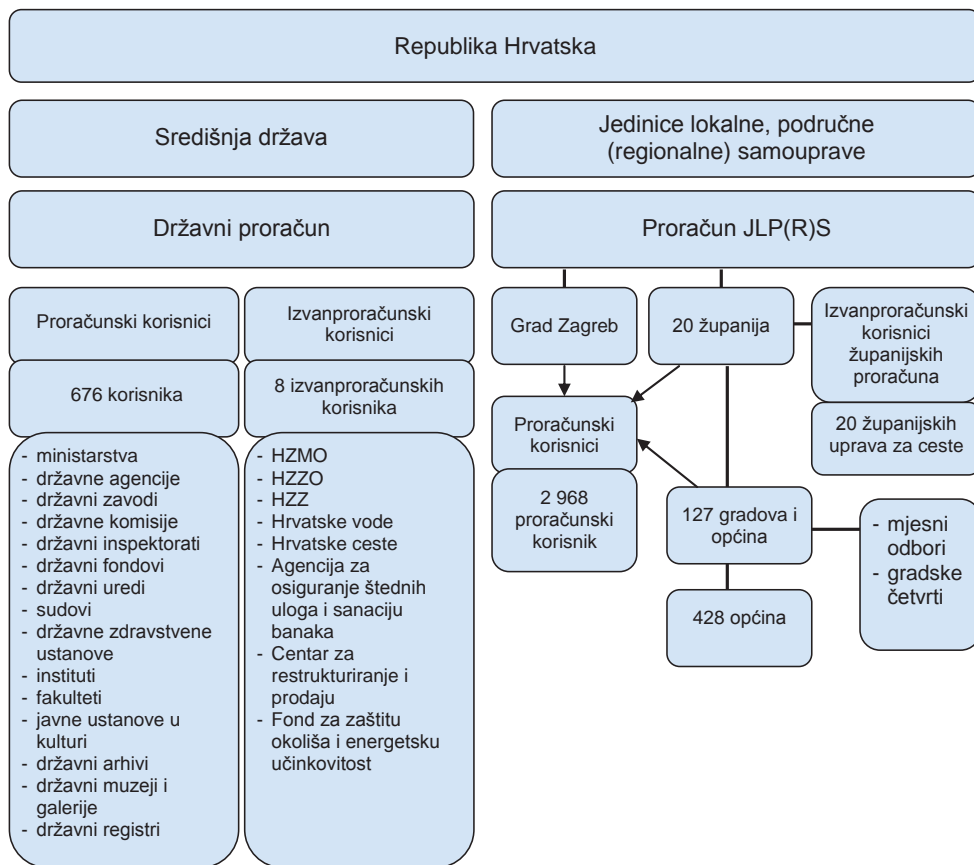 Republika Hrvatska
Središnja država
Jedinice lokalne, područne
(regionalne) samouprave
Državni proračun
Proračun JLP(R)S
Proračunski korisnici
Izvanproračunski
korisnici
676 korisnika
8 izvanproračunskih
korisnika
- ministarstva
- državne agencije
- državni zavodi
- državne komisije
- državni inspektorati
- državni fondovi
- državni uredi
- sudovi
- državne zdravstvene
ustanove
- instituti
- fakulteti
- javne ustanove u
kulturi
- državni arhivi
- državni muzeji i
galerije
- državni registri
- HZMO
- HZZO
- HZZ
- Hrvatske vode
- Hrvatske ceste
- Agencija za
osiguranje štednih
uloga i sanaciju
banaka
- Centar za
restrukturiranje i
prodaju
- Fond za zaštitu
okoliša i energetsku
učinkovitost
Grad Zagreb
20 županija
Izvanproračunski
korisnici
županijskih
proračuna
20 županijskih
uprava za ceste
Proračunski
korisnici
2 968
proračunski
korisnik
127 gradova i
općina
428 općina
- mjesni
odbori
- gradske
četvrti